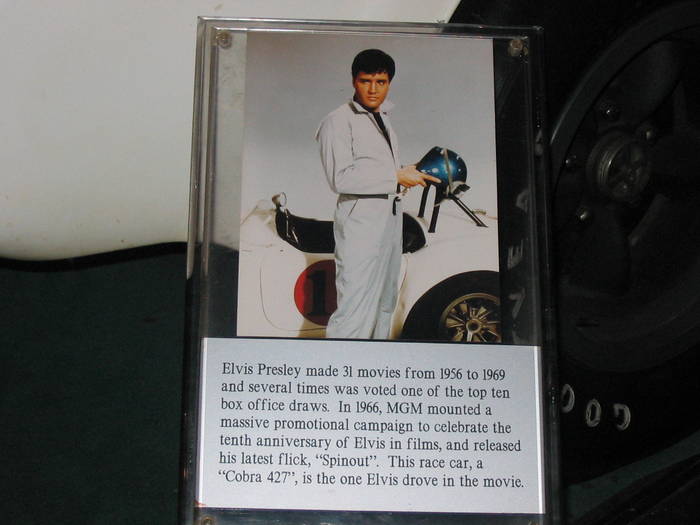 1
Elvis Presley made 31 movies from 1956 to 1969
and several times was voted one of the top ten
box office draws. In 1966, MGM mounted a
massive promotional campaign to celebrate the
tenth anniversary of Elvis in films, and released
his latest flick, “Spinout”. This race car, a
“Cobra 427”, is the one Elvis drove in the movie.